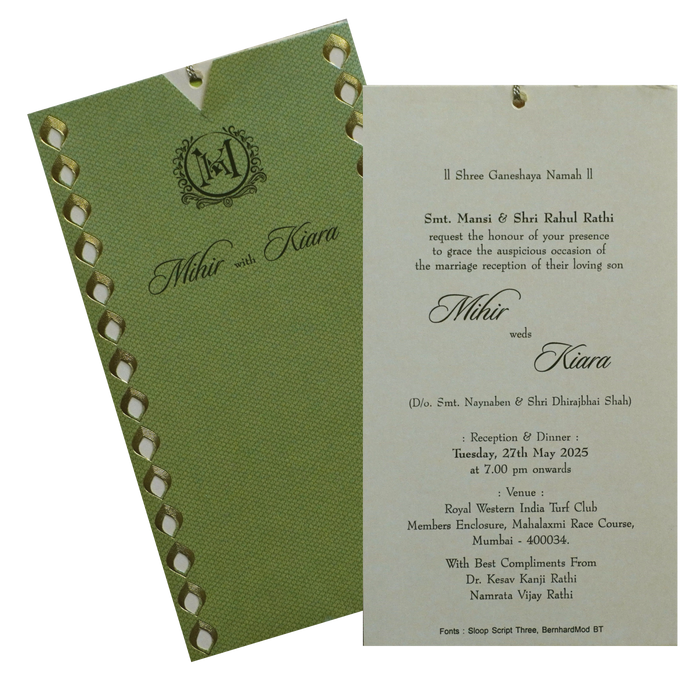 MK
Mihir with Kiara
ll Shree Ganeshaya Namah ll
Smt. Mansi & Shri Rahul Rathi
request the honour of your presence
to grace the auspicious occasion of
the marriage reception of their loving son
Mihir
weds
Kiara
(D/o. Smt. Naynaben & Shri Dhirajbhai Shah)
: Reception & Dinner :
Tuesday, 27th May 2025
at 7.00 pm onwards
: Venue :
Royal Western India Turf Club
Members Enclosure, Mahalaxmi Race Course,
Mumbai - 400034.
With Best Compliments From
Dr. Kesav Kanji Rathi
Namrata Vijay Rathi
Fonts : Sloop Script Three, BernhardMod BT